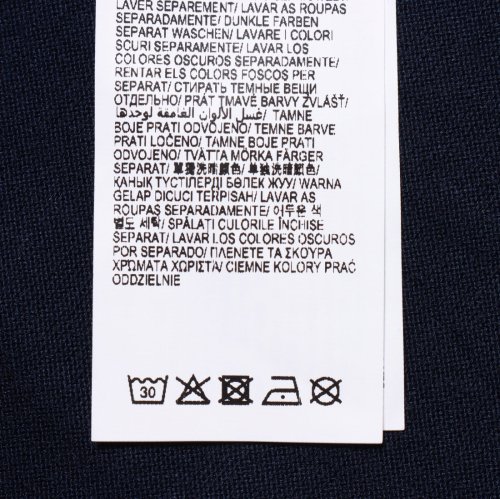 LAVER SEPAREMENT/ LAVAR AS ROUPAS
SEPARADAMENTE/ DUNKLE FARBEN
SEPARAT WASCHEN/ LAVARE I COLORI
SCURI SEPARAMENTE/ LAVAR LOS
COLORES OSCUROS SEPARADAMENTE/
RENTAR ELS COLORS FOSCOS PER
SEPARAT/ СТИРАТЬ ТЕМНЫЕ ВЕЩИ
ОТДЕЛЬНО/ PRÁT TMAVÉ BARVY ZVLÁŠŤ/
غسل الألوان الغامقة لوحدها/ TAMNE
BOJE PRATI ODVOJENO/ TEMNE BARVE
PRATI LOČENO/ TAMNE BOJE PRATI
ODVOJENO/ TVÄTTA MÖRKA FÄRGER
SEPARAT/ 單獨洗暗顏色/ 单独洗暗颜色/
ҚАНЫҚ ТҮСТІЛЕРДІ БӨЛЕК ЖУУ/ WARNA
GELAP DICUCI TERPISAH/ LAVAR AS
ROUPAS SEPARADAMENTE/ 어두운 색
별도 세탁/ SPĂLAȚI CULORILE ÎNCHISE
SEPARAT/ LAVAR LOS COLORES OSCUROS
POR SEPARADO/ ΠΛΕΝΕΤΕ ΤΑ ΣΚΟΥΡΑ
ΧΡΩΜΑΤΑ ΧΩΡΙΣΤΑ/ CIEMNE KOLORY PRAĆ
ODDZIELNIE
30